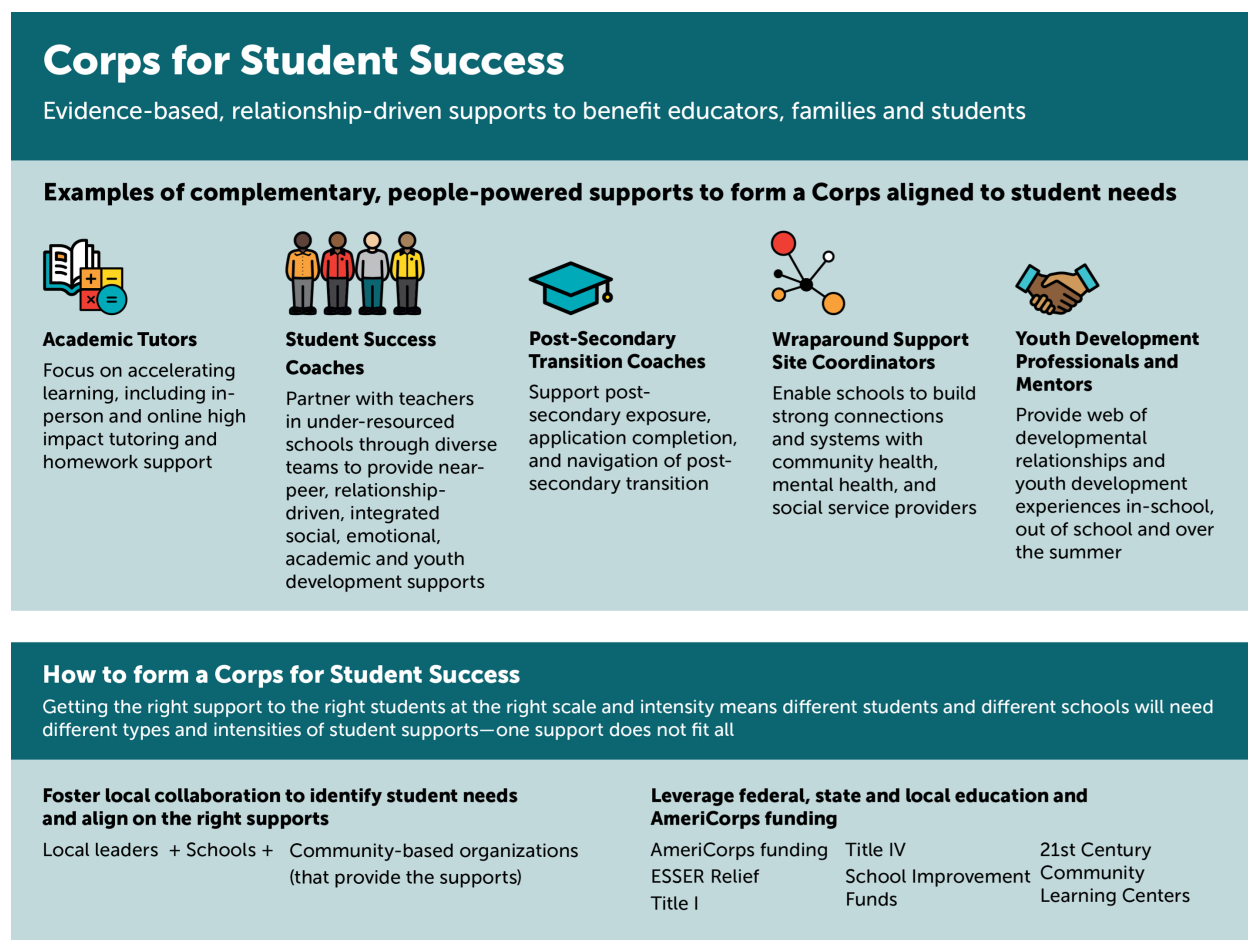 Corps for Student Success
Evidence-based, relationship-driven supports to benefit educators, families and students
Examples of complementary, people-powered supports to form a Corps aligned to student needs
Academic Tutors
Focus on accelerating
learning, including in-
person and online high
impact tutoring and
homework support
Student Success
Coaches
Partner with teachers
in under-resourced
schools through diverse
teams to provide near-
peer, relationship-
driven, integrated
social, emotional,
academic and youth
development supports
Post-Secondary
Transition Coaches
Support post-
secondary exposure,
application completion,
and navigation of post-
secondary transition
Wraparound Support
Site Coordinators
Enable schools to build
strong connections
and systems with
community health,
mental health, and
social service providers
Youth Development
Professionals and
Mentors
Provide web of
developmental
relationships and
youth development
experiences in-school,
out of school and over
the summer
How to form a Corps for Student Success
Getting the right support to the right students at the right scale and intensity means different students and different schools will need
different types and intensities of student supports—one support does not fit all
Foster local collaboration to identify student needs
and align on the right supports
Local leaders + Schools + Community-based organizations
(that provide the supports)
Leverage federal, state and local education and
AmeriCorps funding
AmeriCorps funding
ESSER Relief
Title I
Title IV
School Improvement
Funds
21st Century
Community
Learning Centers